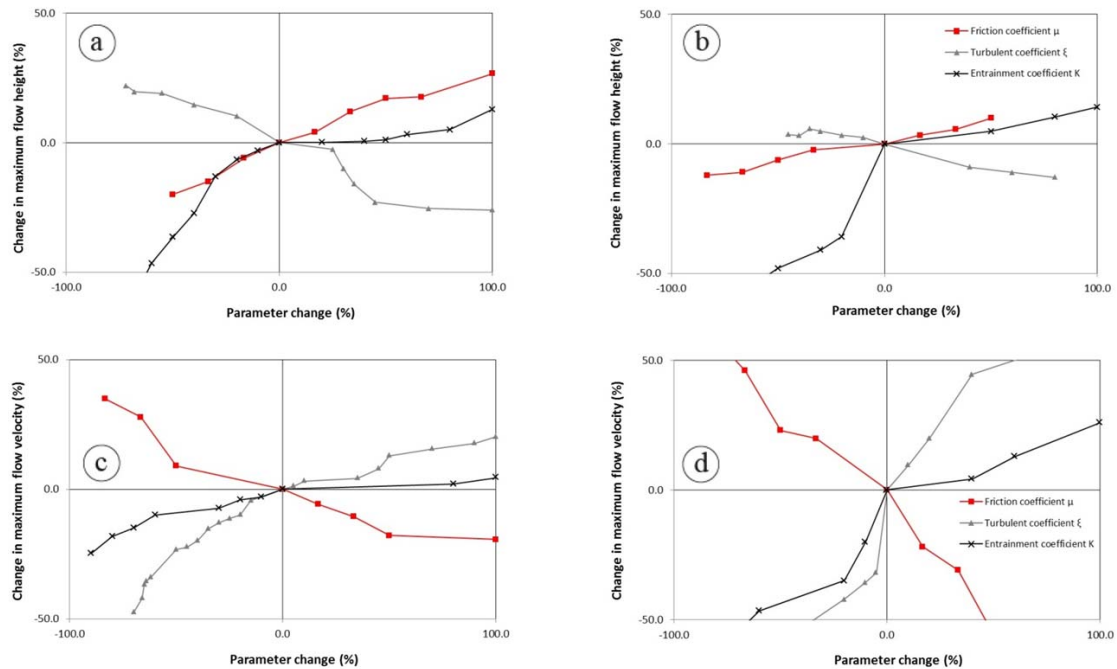 50.0
a
Change in maximum flow height (%)
0.0
-50.0
-100.0 0.0 100.0
Parameter change (%)
50.0
b
Friction coefficient μ
Turbulent coefficient ξ
Entrainment coefficient K
Change in maximum flow height (%)
0.0
-50.0
-100.0 0.0 100.0
Parameter change (%)
50.0
Change in maximum flow velocity (%)
c
0.0
-50.0
-100.0 0.0 100.0
Parameter change (%)
50.0
Change in maximum flow velocity (%)
d
0.0
Friction coefficient μ
Turbulent coefficient ξ
Entrainment coefficient K
-50.0
-100.0 0.0 100.0
Parameter change (%)